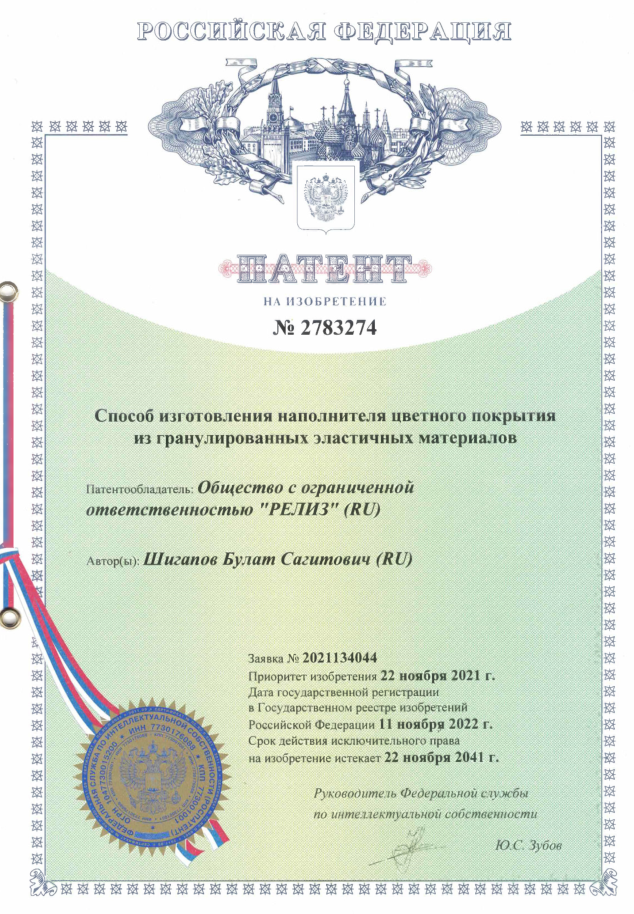 РОССИЙСКАЯ ФЕДЕРАЦИЯ
ПАТЕНТ
НА ИЗОБРЕТЕНИЕ
№ 2783274
Способ изготовления наполнителя цветного покрытия
из гранулированных эластичных материалов
Патентообладатель: Общество с ограниченной
ответственностью "РЕЛИЗ" (RU)
Автор(ы): Шигапов Булат Сагитович (RU)
Заявка № 2021134044
Приоритет изобретения 22 ноября 2021 г.
Дата государственной регистрации
в Государственном реестре изобретений
Российской Федерации 11 ноября 2022 г.
Срок действия исключительного права
на изобретение истекает 22 ноября 2041 г.
Руководитель Федеральной службы
по интеллектуальной собственности
Ю.С. Зубов
ФЕДЕРАЛЬНАЯ СЛУЖБА ПО ИНТЕЛЛЕКТУАЛЬНОЙ СОБСТВЕННОСТИ (РОСПАТЕНТ)
ОГРН 1047730015200 * ИНН 7730176088 * КПП 773001001